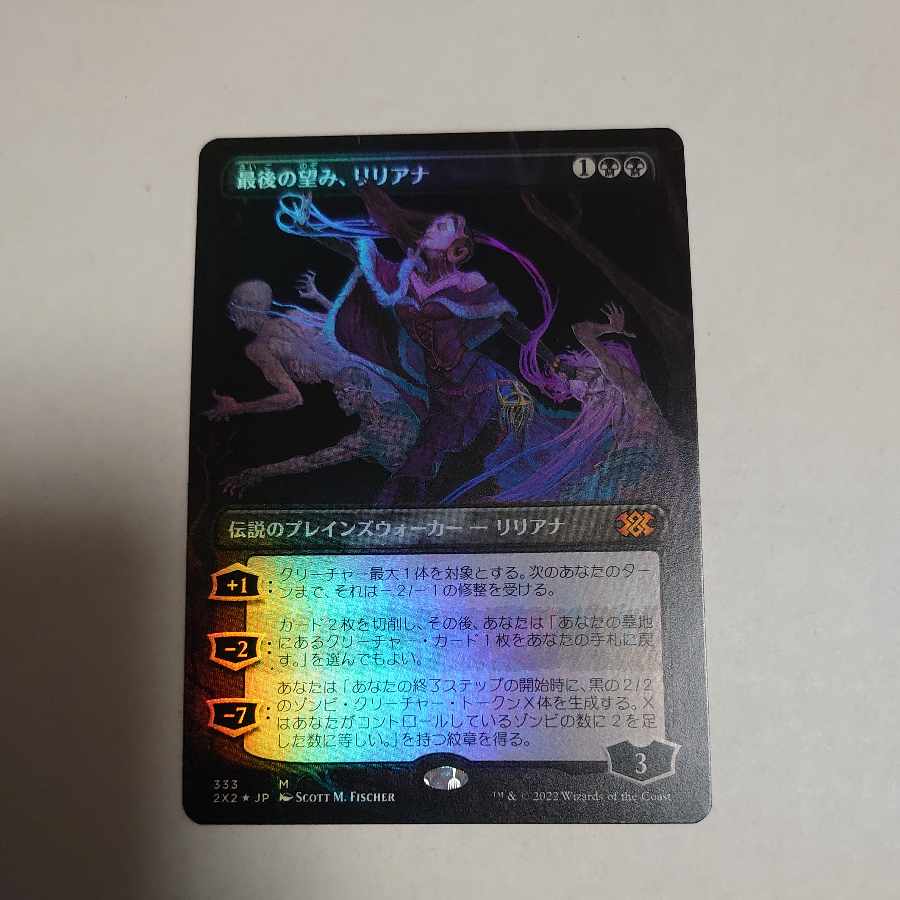 最後の望み、リリアナ
さいご のぞ
1
伝説のプレインズウォーカー — リリアナ
+1
: クリーチャー最大1体を対象とする。次のあなたのター
ンまで、それは-2/-1の修整を受ける。
-2
: カード2枚を切削し、その後、あなたは「あなたの墓地
にあるクリーチャー・カード1枚をあなたの手札に戻
す。」を選んでもよい。
-7
: あなたは「あなたの終了ステップの開始時に、黒の2/2
のゾンビ・クリーチャー・トークンX体を生成する。X
はあなたがコントロールしているゾンビの数に2を足
した数に等しい。」を持つ紋章を得る。
3
333 M
2X2 ★ JP SCOTT M. FISCHER
™ & © 2022 Wizards of the Coast